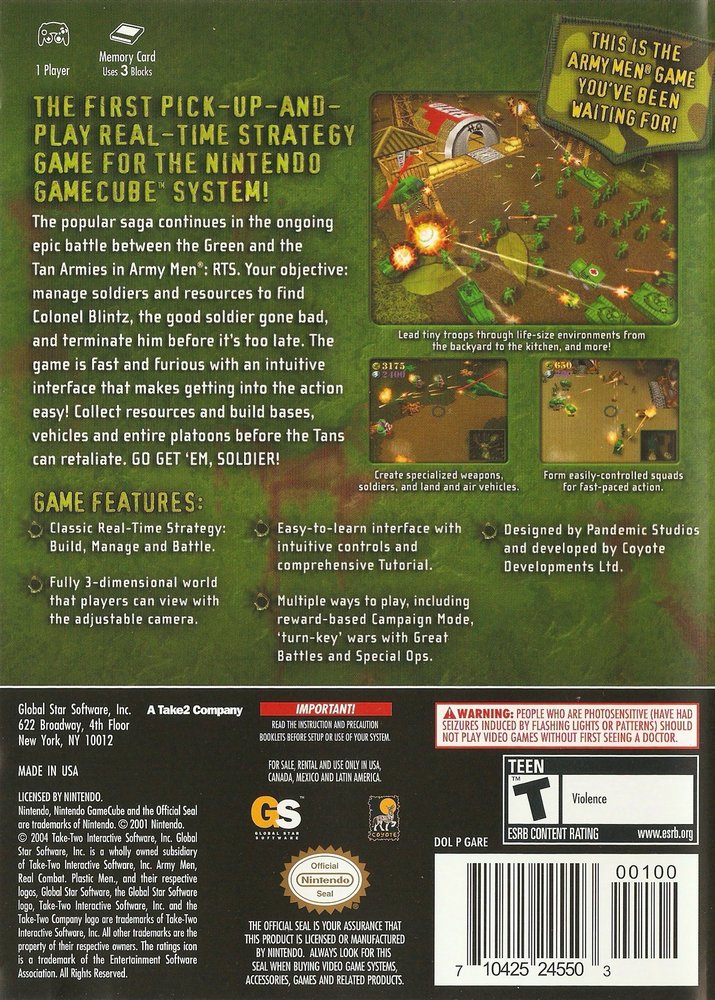 1 Player
Memory Card
Uses 3 Blocks
THIS IS THE
ARMY MEN® GAME
YOU'VE BEEN
WAITING FOR!
THE FIRST PICK-UP-AND-
PLAY REAL-TIME STRATEGY
GAME FOR THE NINTENDO
GAMECUBE™ SYSTEM!
The popular saga continues in the ongoing
epic battle between the Green and the
Tan Armies in Army Men®: RTS. Your objective:
manage soldiers and resources to find
Colonel Blintz, the good soldier gone bad,
and terminate him before it's too late. The
game is fast and furious with an intuitive
interface that makes getting into the action
easy! Collect resources and build bases,
vehicles and entire platoons before the Tans
can retaliate. GO GET 'EM, SOLDIER!
Lead tiny troops through life-size environments from
the backyard to the kitchen, and more!
3175
2400
650
Create specialized weapons,
soldiers, and land and air vehicles.
Form easily-controlled squads
for fast-paced action.
GAME FEATURES:
Classic Real-Time Strategy:
Build, Manage and Battle.
Fully 3-dimensional world
that players can view with
the adjustable camera.
Easy-to-learn interface with
intuitive controls and
comprehensive Tutorial.
Multiple ways to play, including
reward-based Campaign Mode,
'turn-key' wars with Great
Battles and Special Ops.
Designed by Pandemic Studios
and developed by Coyote
Developments Ltd.
Global Star Software, Inc.
622 Broadway, 4th Floor
New York, NY 10012
A Take2 Company
MADE IN USA
LICENSED BY NINTENDO.
Nintendo, Nintendo GameCube and the Official Seal
are trademarks of Nintendo. © 2001 Nintendo.
© 2004 Take-Two Interactive Software, Inc. Global
Star Software, Inc. is a wholly owned subsidiary
of Take-Two Interactive Software, Inc. Army Men,
Real Combat. Plastic Men., and their respective
logos, Global Star Software, the Global Star Software
logo, Take-Two Interactive Software, Inc. and the
Take-Two Company logo are trademarks of Take-Two
Interactive Software, Inc. All other trademarks are the
property of their respective owners. The ratings icon
is a trademark of the Entertainment Software
Association. All Rights Reserved.
IMPORTANT!
READ THE INSTRUCTION AND PRECAUTION
BOOKLETS BEFORE SETUP OR USE OF YOUR SYSTEM.
FOR SALE, RENTAL AND USE ONLY IN USA,
CANADA, MEXICO AND LATIN AMERICA.
GS™
GLOBAL STAR
SOFTWARE
COYOTE
Official
Nintendo
Seal
THE OFFICIAL SEAL IS YOUR ASSURANCE THAT
THIS PRODUCT IS LICENSED OR MANUFACTURED
BY NINTENDO. ALWAYS LOOK FOR THIS
SEAL WHEN BUYING VIDEO GAME SYSTEMS,
ACCESSORIES, GAMES AND RELATED PRODUCTS.
WARNING: PEOPLE WHO ARE PHOTOSENSITIVE (HAVE HAD
SEIZURES INDUCED BY FLASHING LIGHTS OR PATTERNS) SHOULD
NOT PLAY VIDEO GAMES WITHOUT FIRST SEEING A DOCTOR.
TEEN
T™
Violence
ESRB CONTENT RATING www.esrb.org
DOL P GARE
00100
7 10425 24550 3